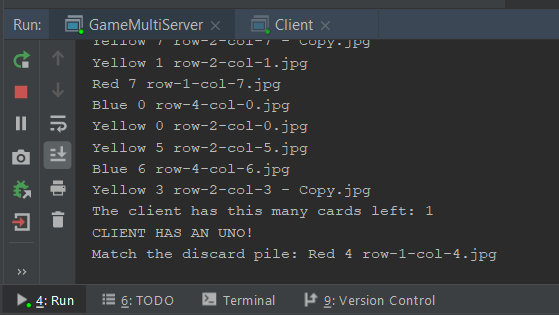 Run: GameMultiServer Client
Yellow 7 row-2-col-7 - Copy.jpg
Yellow 1 row-2-col-1.jpg
Red 7 row-1-col-7.jpg
Blue 0 row-4-col-0.jpg
Yellow 0 row-2-col-0.jpg
Yellow 5 row-2-col-5.jpg
Blue 6 row-4-col-6.jpg
Yellow 3 row-2-col-3 - Copy.jpg
The client has this many cards left: 1
CLIENT HAS AN UNO!
Match the discard pile: Red 4 row-1-col-4.jpg
4: Run 6: TODO Terminal 9: Version Control